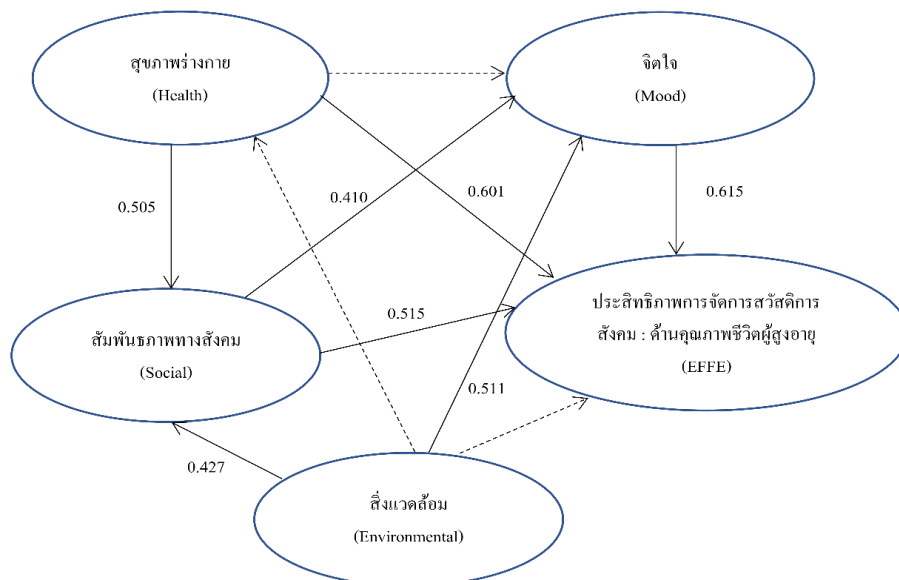 สุขภาพร่างกาย
(Health)
จิตใจ
(Mood)
0.505
0.410
0.601
0.615
สัมพันธภาพทางสังคม
(Social)
0.515
ประสิทธิภาพการจัดการสวัสดิการ
สังคม : ด้านคุณภาพชีวิตผู้สูงอายุ
(EFFE)
0.511
0.427
สิ่งแวดล้อม
(Environmental)